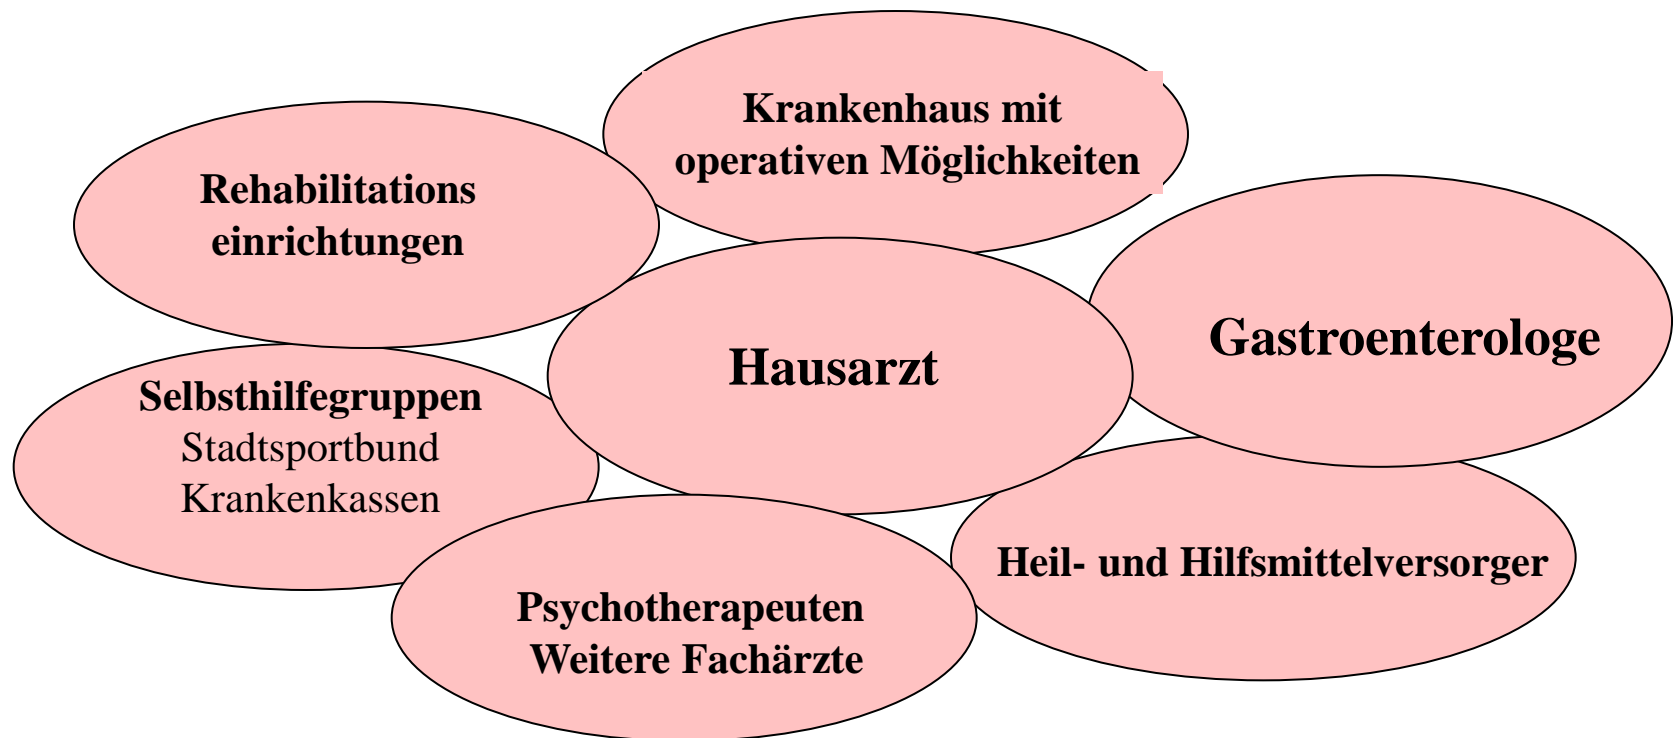 Krankenhaus mit
operativen Möglichkeiten
Rehabilitations
einrichtungen
Gastroenterologe
Hausarzt
Selbsthilfegruppen
Stadtsportbund
Krankenkassen
Heil- und Hilfsmittelversorger
Psychotherapeuten
Weitere Fachärzte